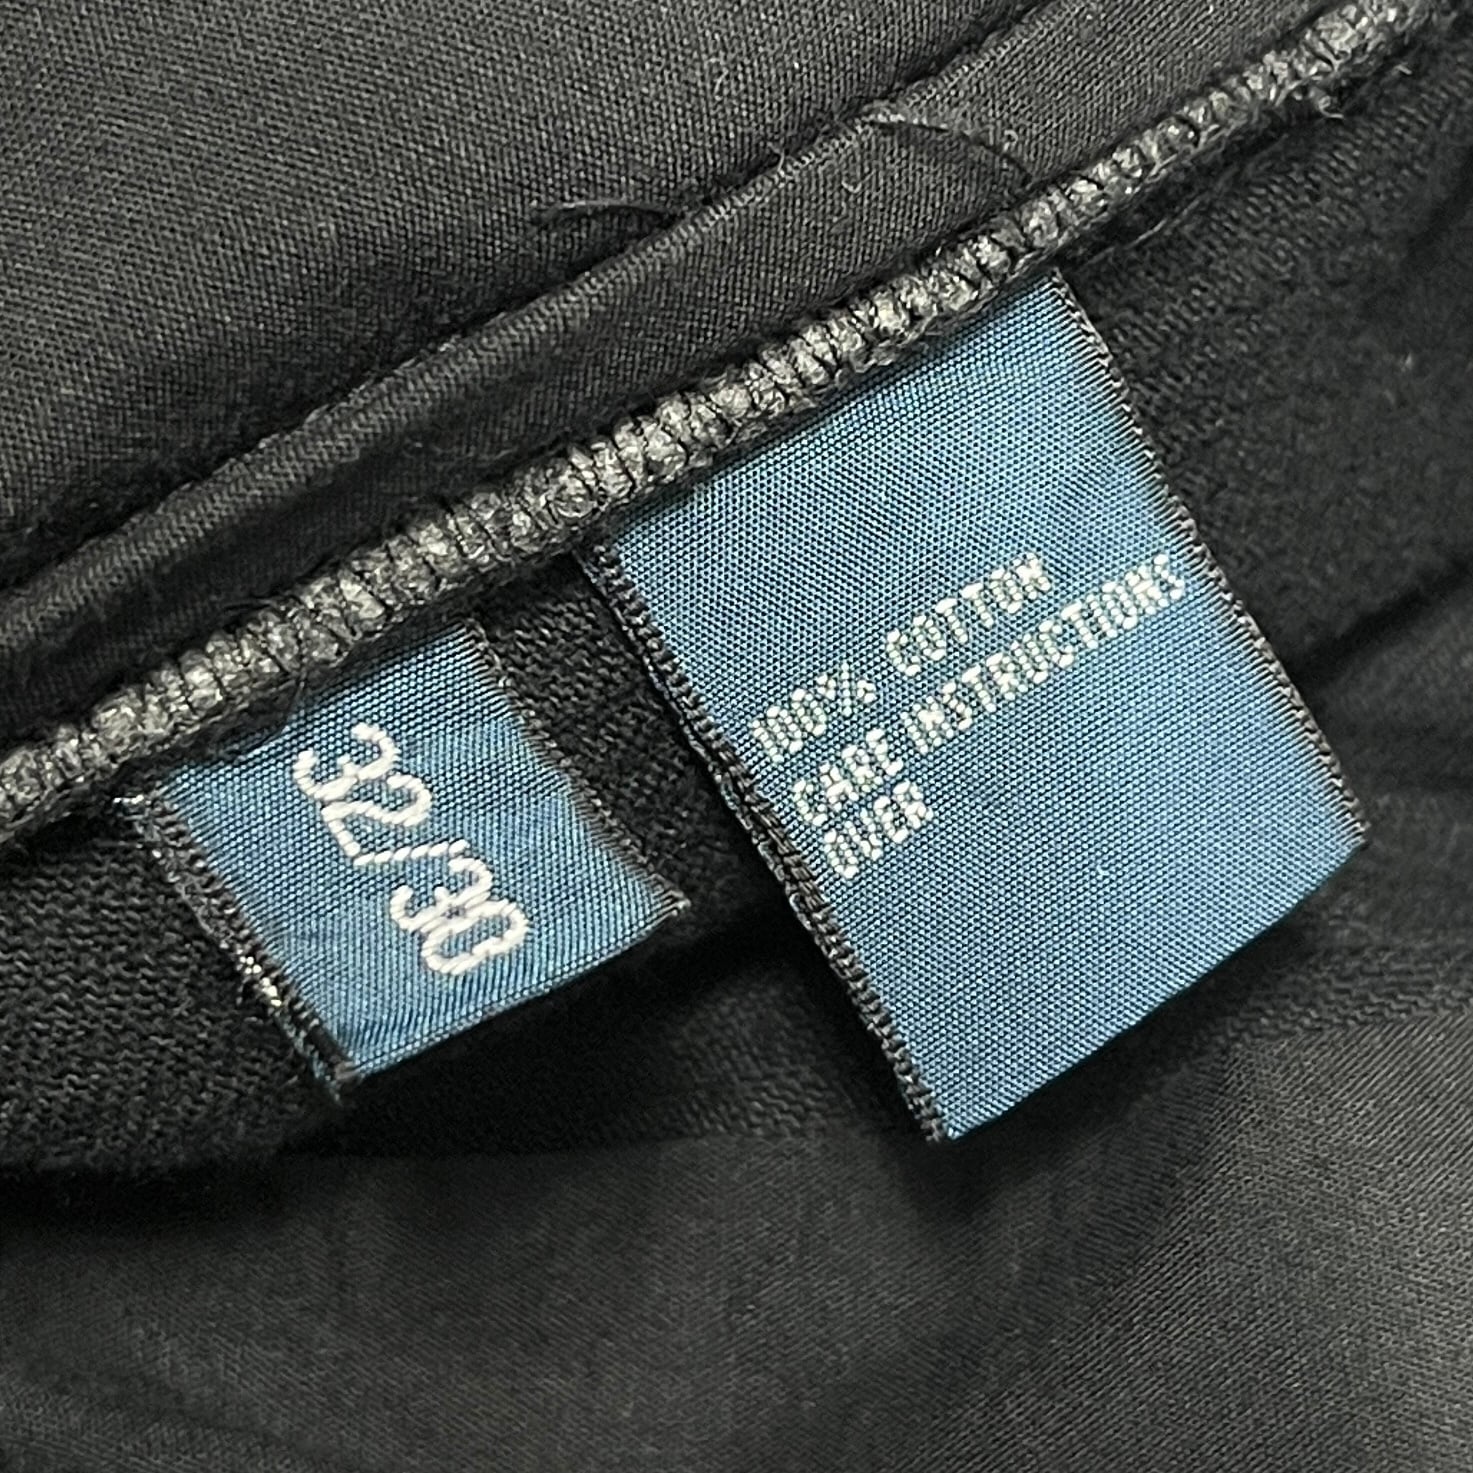 32/30
100% COTTON
CARE INSTRUCTIONS
OVER